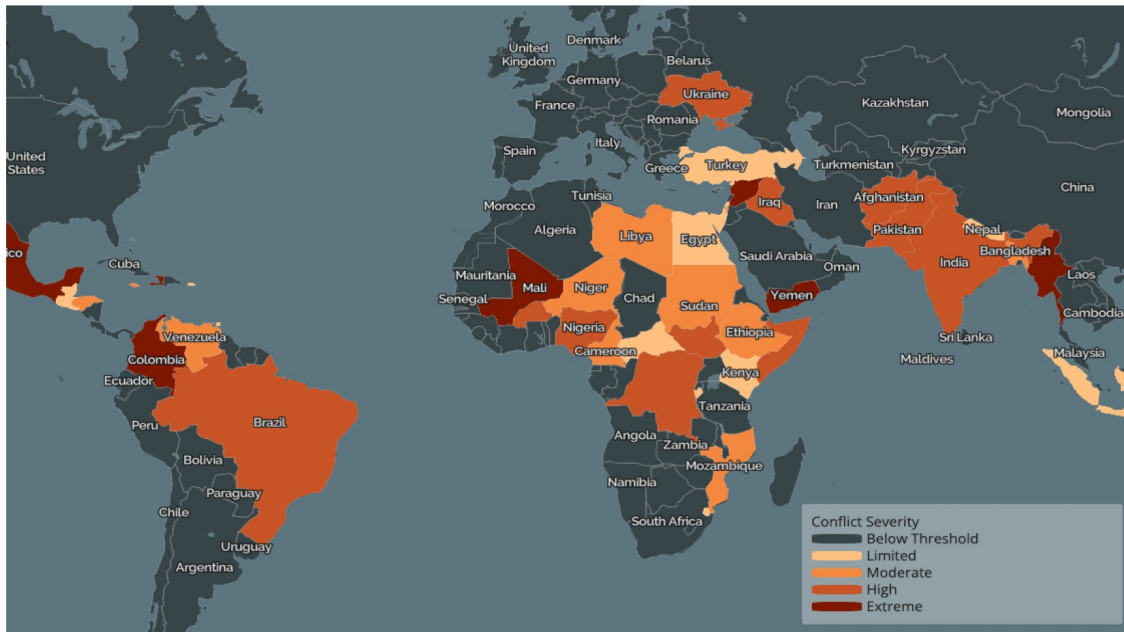 Denmark
United
Kingdom
Belarus
Germany
Ukraine
Kazakhstan
France
Mongolia
Romania
Italy
Kyrgyzstan
United
States
Spain
Greece
Turkey
Turkmenistan
China
Tunisia
Morocco
Iraq
Iran
Afghanistan
Algeria
Libya
Egypt
Pakistan
Nepal
ico
Cuba
Saudi Arabia
Oman
India
Bangladesh
Laos
Mauritania
Mali
Niger
Chad
Sudan
Yemen
Senegal
Cambodia
Nigeria
Ethiopia
Venezuela
Sri Lanka
Cameroon
Malaysia
Colombia
Maldives
Kenya
Ecuador
Tanzania
Peru
Brazil
Angola
Zambia
Bolivia
Mozambique
Namibia
Paraguay
Chile
South Africa
Uruguay
Argentina
Conflict Severity
Below Threshold
Limited
Moderate
High
Extreme